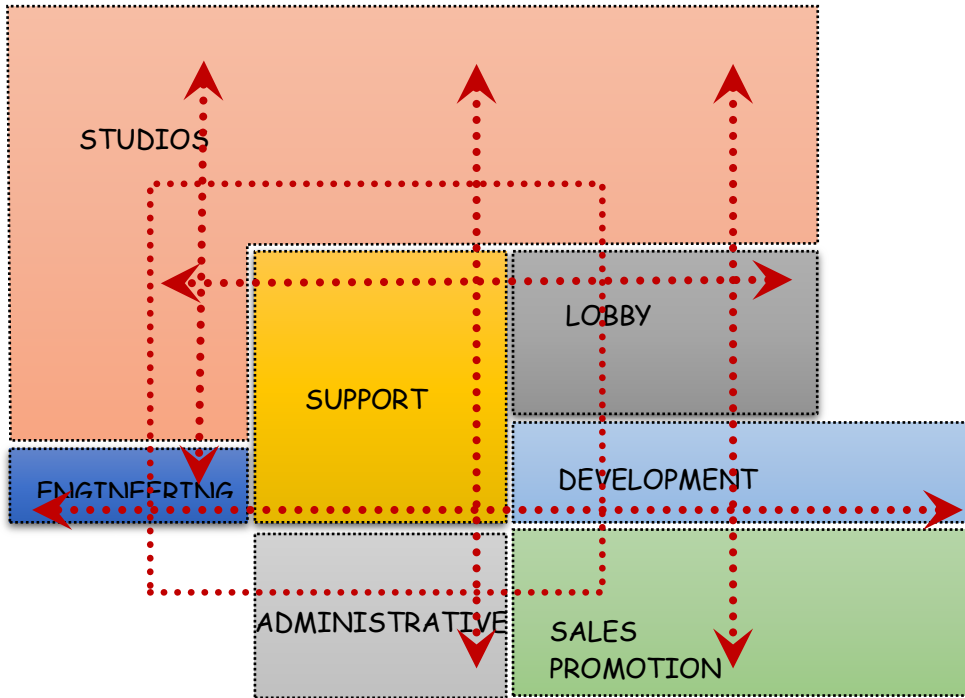 STUDIOS
LOBBY
SUPPORT
DEVELOPMENT
ENGINEERING
ADMINISTRATIVE
SALES
PROMOTION